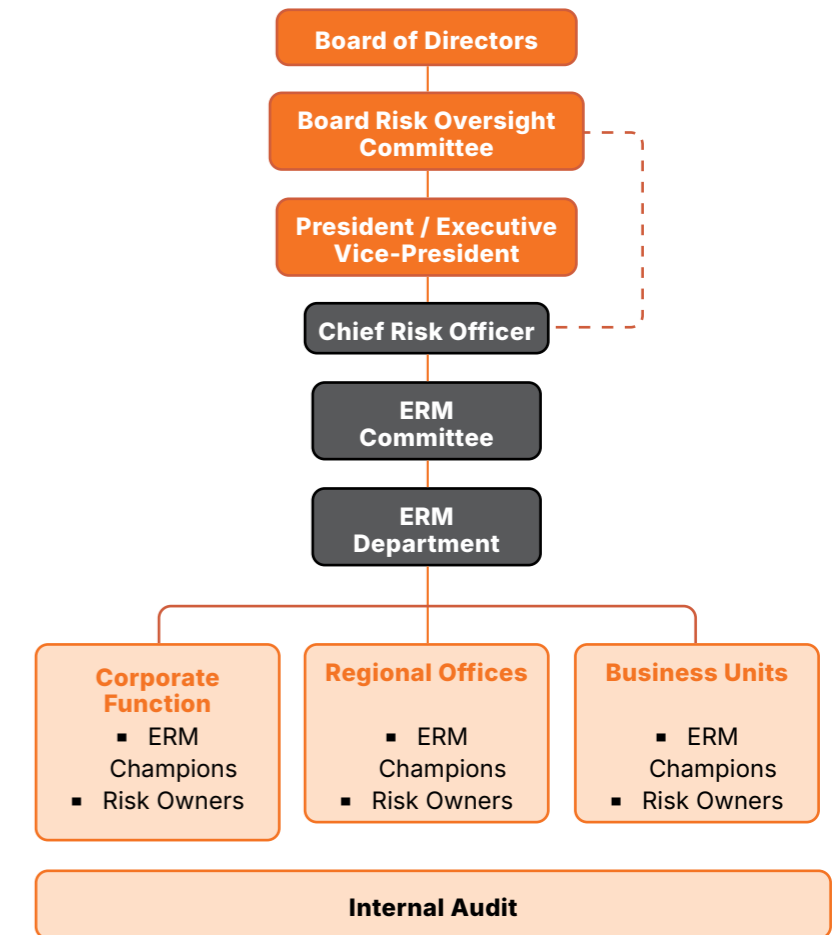 Board of Directors
Board Risk Oversight
Committee
President / Executive
Vice-President
Chief Risk Officer
ERM
Committee
ERM
Department
Corporate
Function
▪ ERM
Champions
▪ Risk Owners
Regional Offices
▪ ERM
Champions
▪ Risk Owners
Business Units
▪ ERM
Champions
▪ Risk Owners
Internal Audit